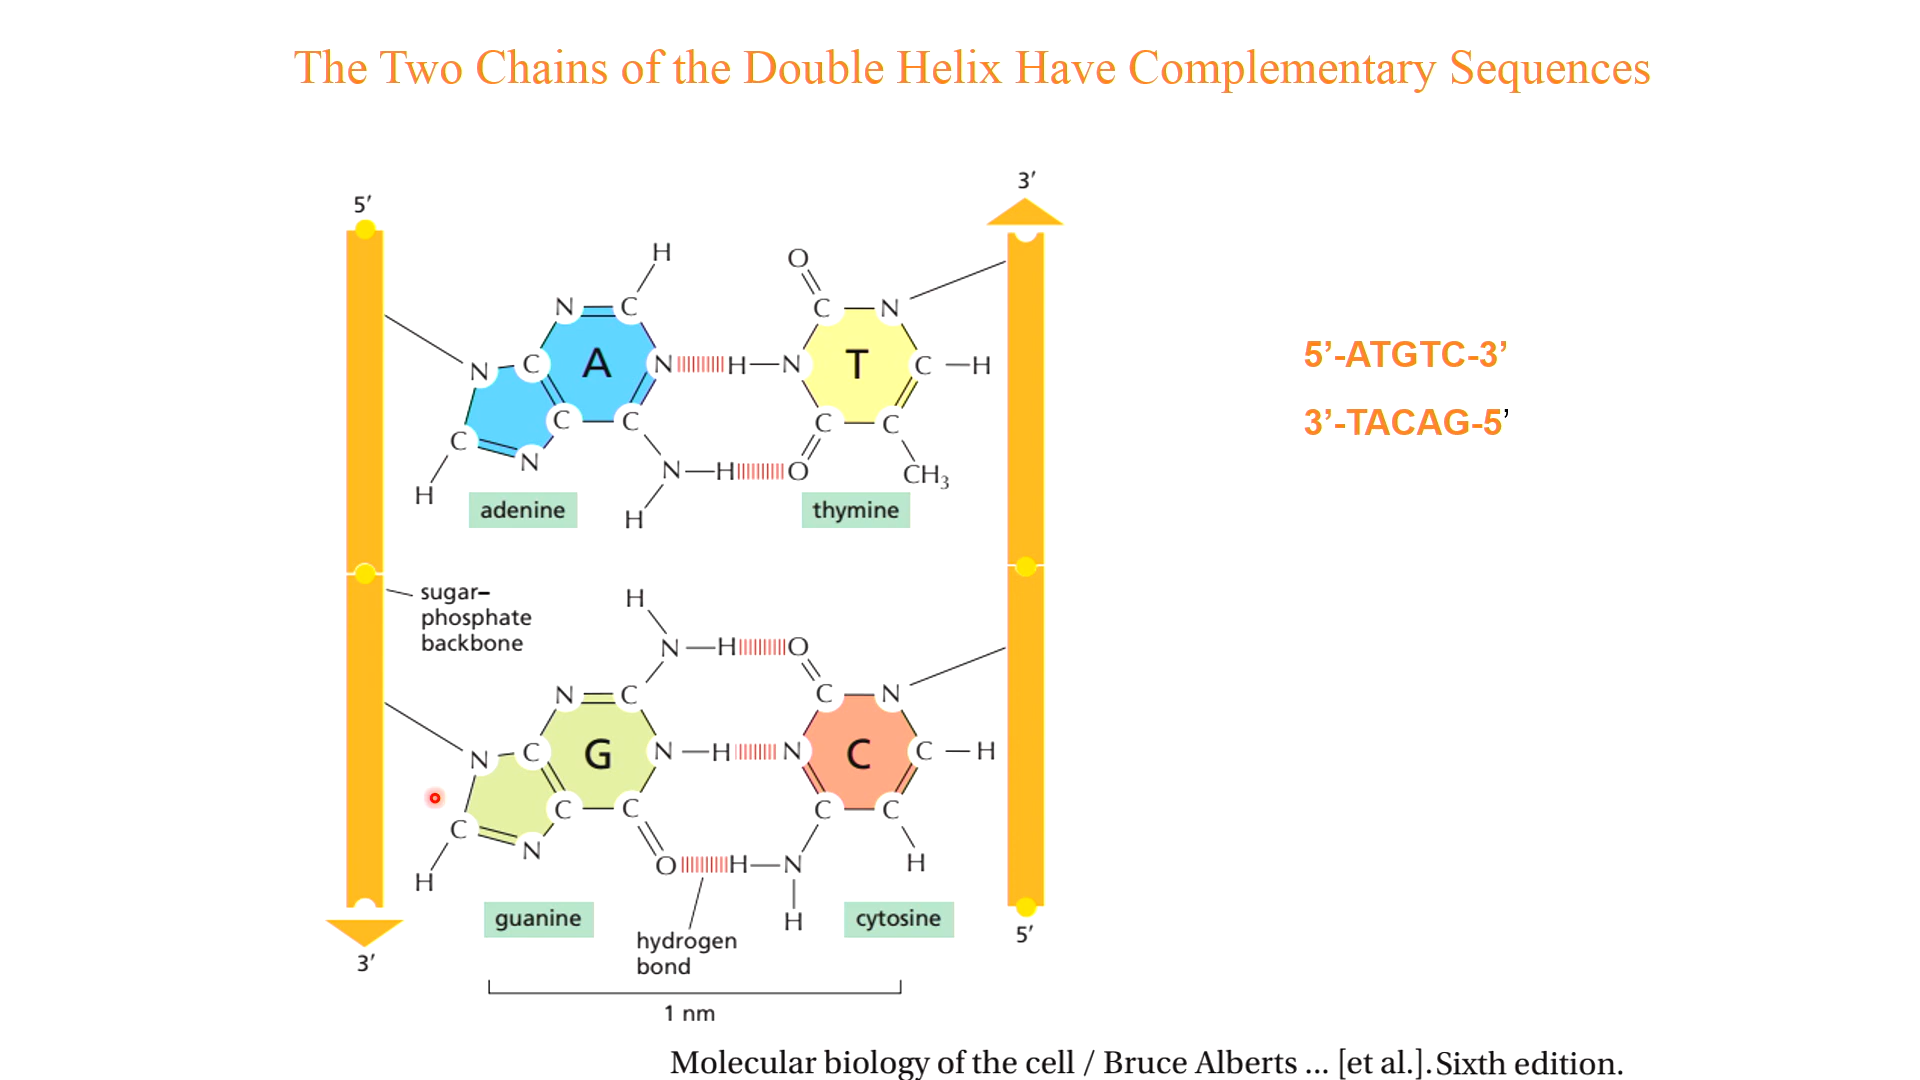 The Two Chains of the Double Helix Have Complementary Sequences
3′
5′
H
O
N C C N
A T
N C N H N C H
C C C C
C N N H O CH₃
H H
adenine thymine
5’-ATGTC-3’
3’-TACAG-5’
sugar–
phosphate
backbone
H
N H O
N C C N
G C
N C N H N C H
C C C C
C N O H N H
H H
guanine cytosine
hydrogen
bond
5′
3′
1 nm
Molecular biology of the cell / Bruce Alberts ... [et al.]. Sixth edition.